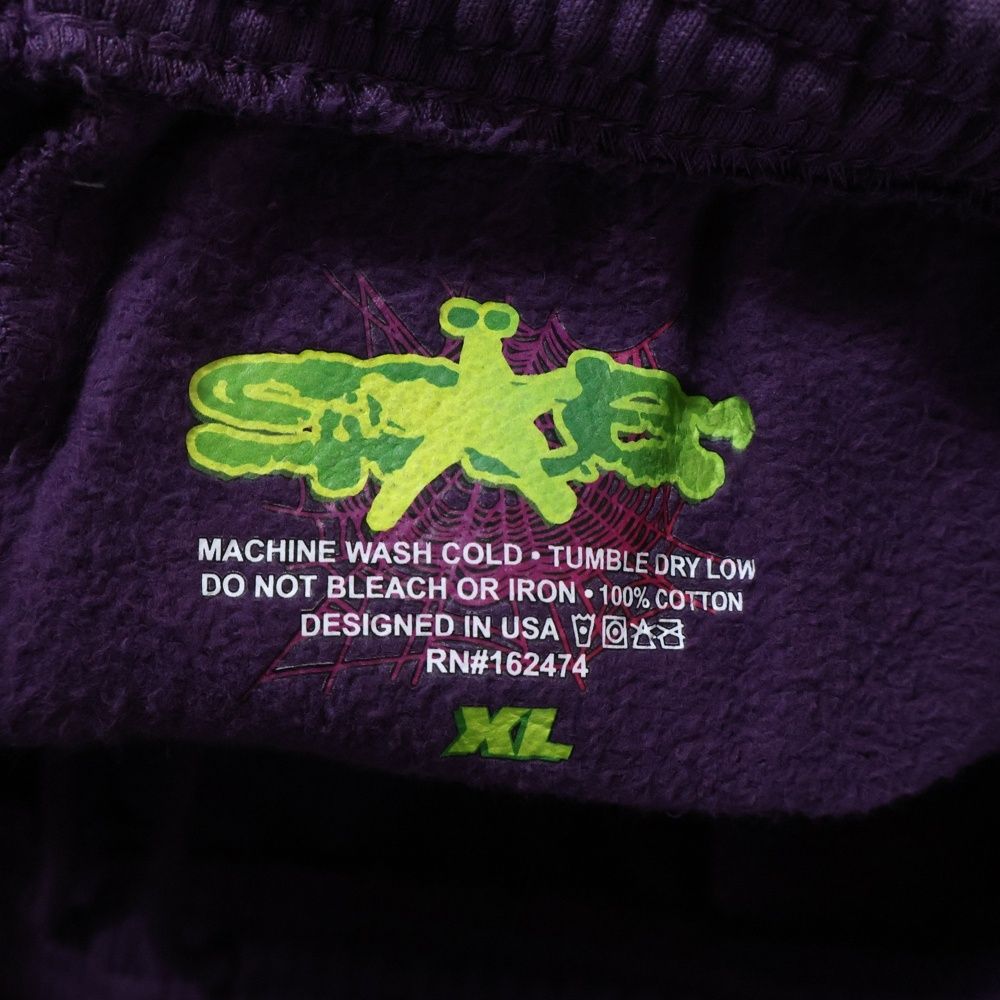 MACHINE WASH COLD • TUMBLE DRY LOW
DO NOT BLEACH OR IRON • 100% COTTON
DESIGNED IN USA
RN#162474
XL